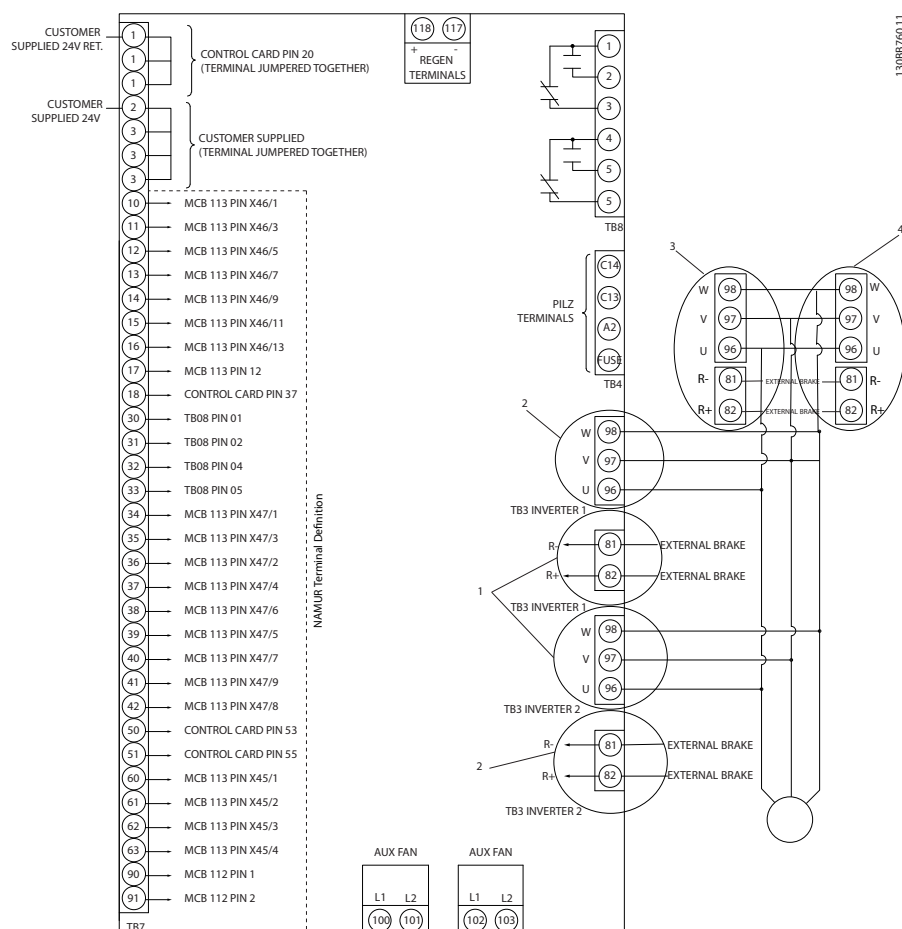 CUSTOMER
SUPPLIED 24V RET.
1
1
1
CONTROL CARD PIN 20
(TERMINAL JUMPERED TOGETHER)
CUSTOMER
SUPPLIED 24V
2
3
3
3
CUSTOMER SUPPLIED
(TERMINAL JUMPERED TOGETHER)
10 MCB 113 PIN X46/1
11 MCB 113 PIN X46/3
12 MCB 113 PIN X46/5
13 MCB 113 PIN X46/7
14 MCB 113 PIN X46/9
15 MCB 113 PIN X46/11
16 MCB 113 PIN X46/13
17 MCB 113 PIN 12
18 CONTROL CARD PIN 37
30 TB08 PIN 01
31 TB08 PIN 02
32 TB08 PIN 04
33 TB08 PIN 05
34 MCB 113 PIN X47/1
35 MCB 113 PIN X47/3
36 MCB 113 PIN X47/2
37 MCB 113 PIN X47/4
38 MCB 113 PIN X47/6
39 MCB 113 PIN X47/5
40 MCB 113 PIN X47/7
41 MCB 113 PIN X47/9
42 MCB 113 PIN X47/8
50 CONTROL CARD PIN 53
51 CONTROL CARD PIN 55
60 MCB 113 PIN X45/1
61 MCB 113 PIN X45/2
62 MCB 113 PIN X45/3
63 MCB 113 PIN X45/4
90 MCB 112 PIN 1
91 MCB 112 PIN 2
TB7
NAMUR Terminal Definition
118 117
+ -
REGEN
TERMINALS
1
2
3
4
5
5
TB8
PILZ
TERMINALS
C14
C13
A2
FUSE
TB4
2
W 98
V 97
U 96
TB3 INVERTER 1
R- 81 EXTERNAL BRAKE
R+ 82 EXTERNAL BRAKE
1
TB3 INVERTER 1
W 98
V 97
U 96
TB3 INVERTER 2
R- 81 EXTERNAL BRAKE
2
R+ 82 EXTERNAL BRAKE
TB3 INVERTER 2
AUX FAN
L1 L2
100 101
AUX FAN
L1 L2
102 103
3
4
W 98 98 W
V 97 97 V
U 96 96 U
R- 81 EXTERNAL BRAKE 81 R-
R+ 82 EXTERNAL BRAKE 82 R+
130BB760.11